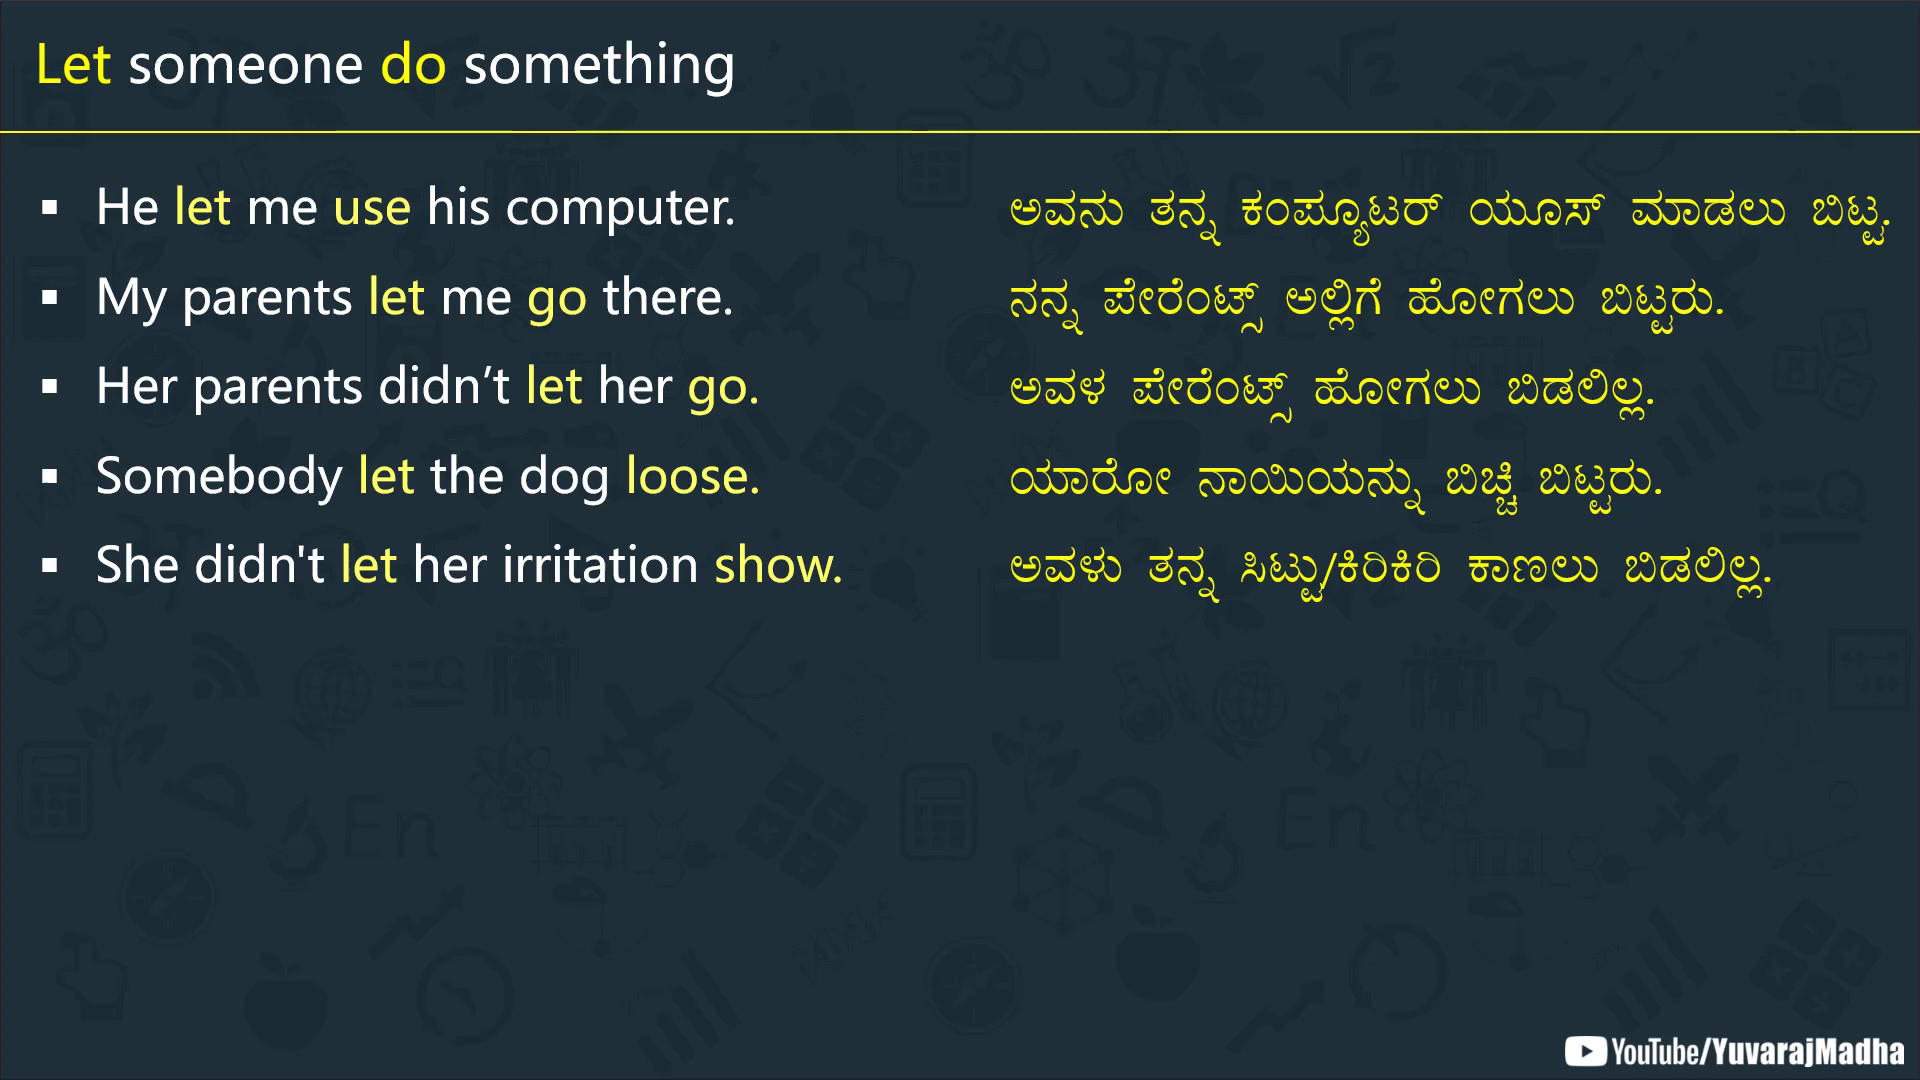 Let someone do something
▪ He let me use his computer. ಅವನು ತನ್ನ ಕಂಪ್ಯೂಟರ್ ಯೂಸ್ ಮಾಡಲು ಬಿಟ್ಟ.
▪ My parents let me go there. ನನ್ನ ಪೇರೆಂಟ್ಸ್ ಅಲ್ಲಿಗೆ ಹೋಗಲು ಬಿಟ್ಟರು.
▪ Her parents didn’t let her go. ಅವಳ ಪೇರೆಂಟ್ಸ್ ಹೋಗಲು ಬಿಡಲಿಲ್ಲ.
▪ Somebody let the dog loose. ಯಾರೋ ನಾಯಿಯನ್ನು ಬಿಚ್ಚಿ ಬಿಟ್ಟರು.
▪ She didn't let her irritation show. ಅವಳು ತನ್ನ ಸಿಟ್ಟು/ಕಿರಿಕಿರಿ ಕಾಣಲು ಬಿಡಲಿಲ್ಲ.
YouTube/YuvarajMadha